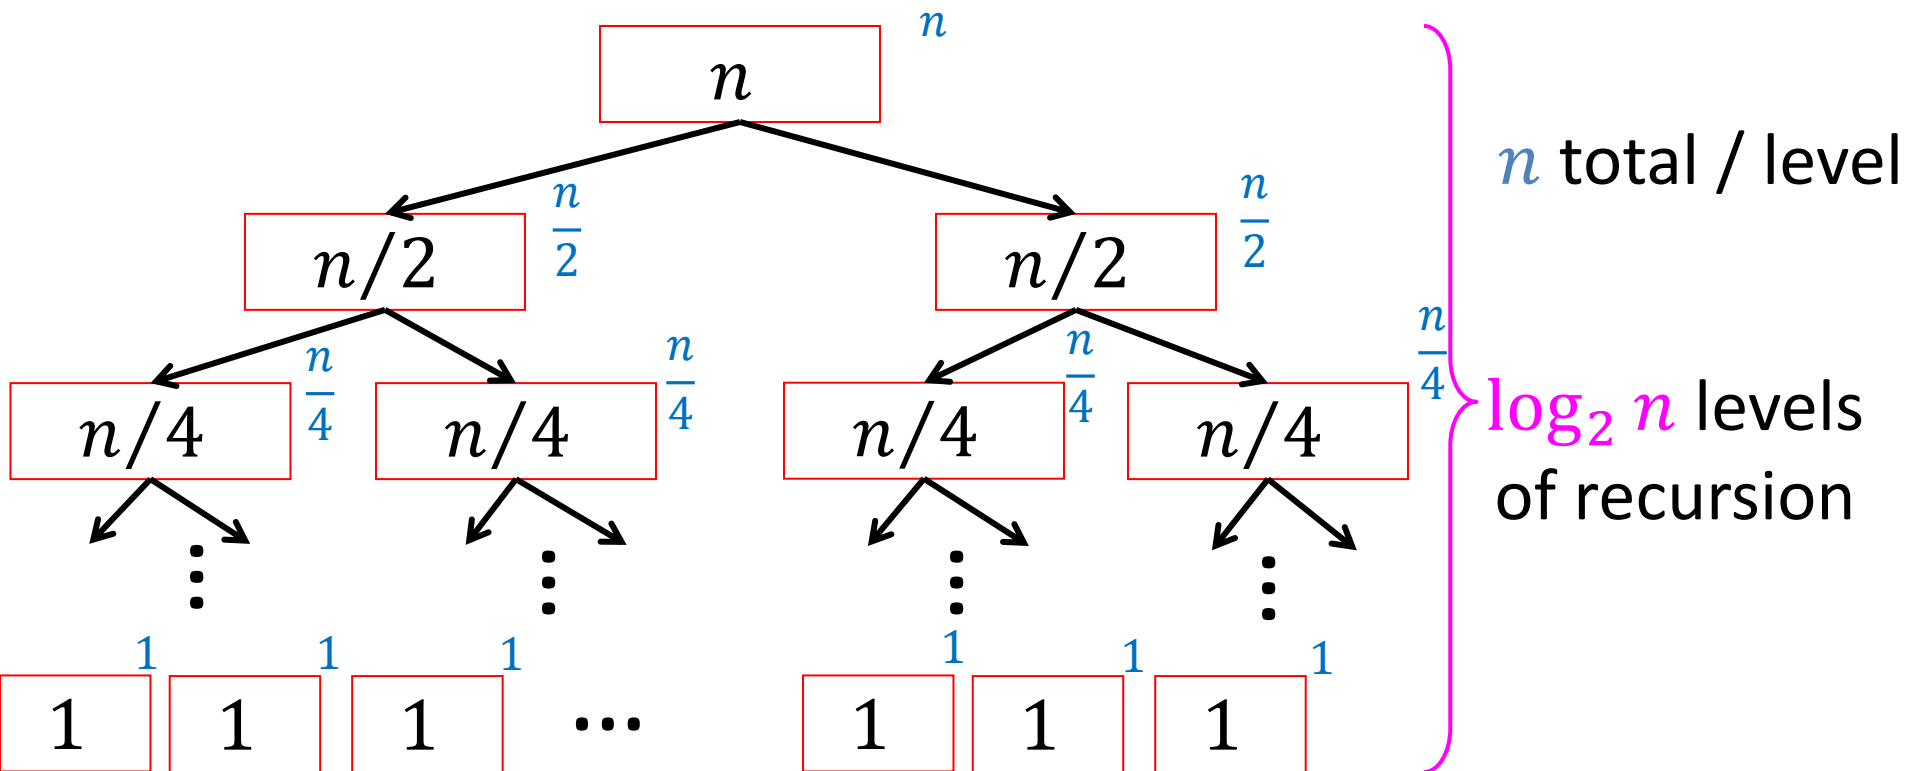 n
n
n/2
n/2
n/2
n/2
n/4
n/4
n/4
n/4
n/4
n/4
n/4
n/4
⋮ ⋮ ⋮ ⋮
1 1 1 1 1 1
1 1 1 ⋯ 1 1 1
n total / level
log₂ n levels
of recursion